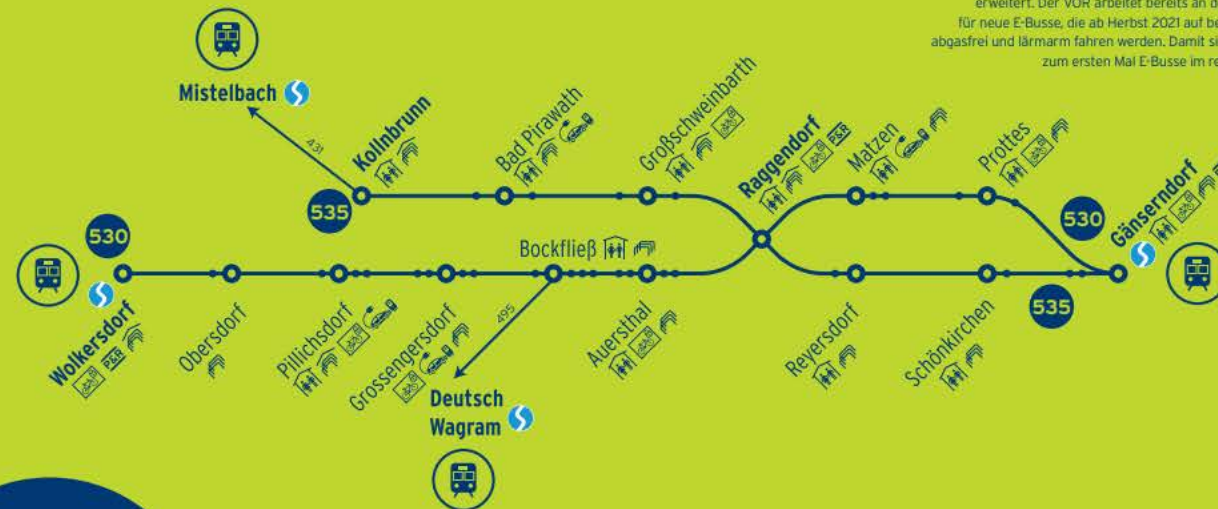 erweitert. Der VOR arbeitet bereits an d
für neue E-Busse, die ab Herbst 2021 auf be
abgasfrei und lärmarm fahren werden. Damit si
zum ersten Mal E-Busse im re
Mistelbach
431
Kollnbrunn
Bad Pirawath
Großschweinbarth
Raggendorf
P&R
Matzen
Prottes
Gänserndorf
535
530
530
Bockfließ
535
Wolkersdorf
P&R
Obersdorf
Pillichsdorf
Grossengersdorf
495
Auersthal
Reyersdorf
Schönkirchen
Deutsch
Wagram